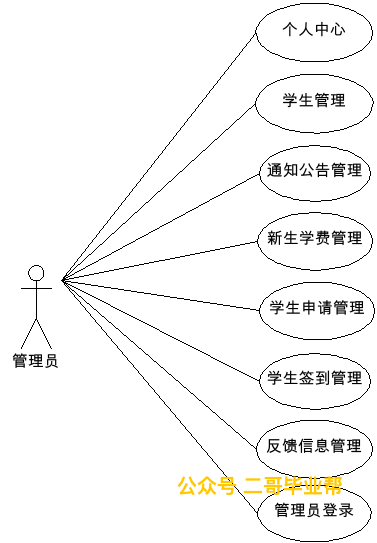 个人中心
学生管理
通知公告管理
新生学费管理
学生申请管理
管理员
学生签到管理
反馈信息管理
公众号 二哥毕业帮
管理员登录